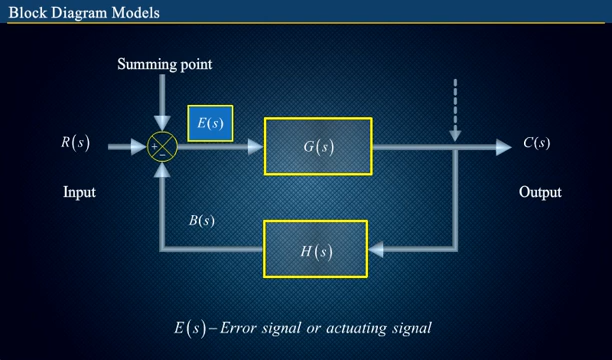 Block Diagram Models
Summing point
E(s)
R(s)
+
−
G(s)
C(s)
Input
Output
B(s)
H(s)
E(s)–Error signal or actuating signal